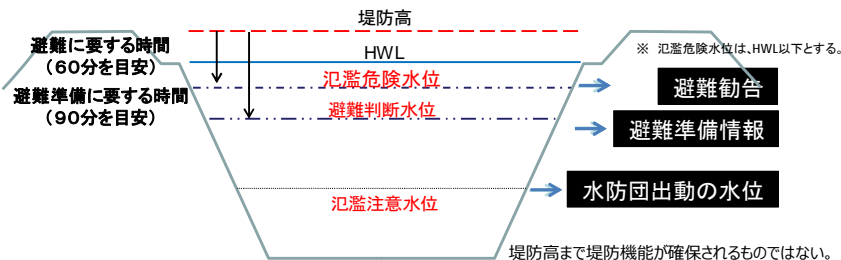 堤防高
避難に要する時間
（６０分を目安）
HWL
※ 氾濫危険水位は、HWL以下とする。
氾濫危険水位
避難勧告
避難準備に要する時間
（９０分を目安）
避難判断水位
避難準備情報
水防団出動の水位
氾濫注意水位
堤防高まで堤防機能が確保されるものではない。